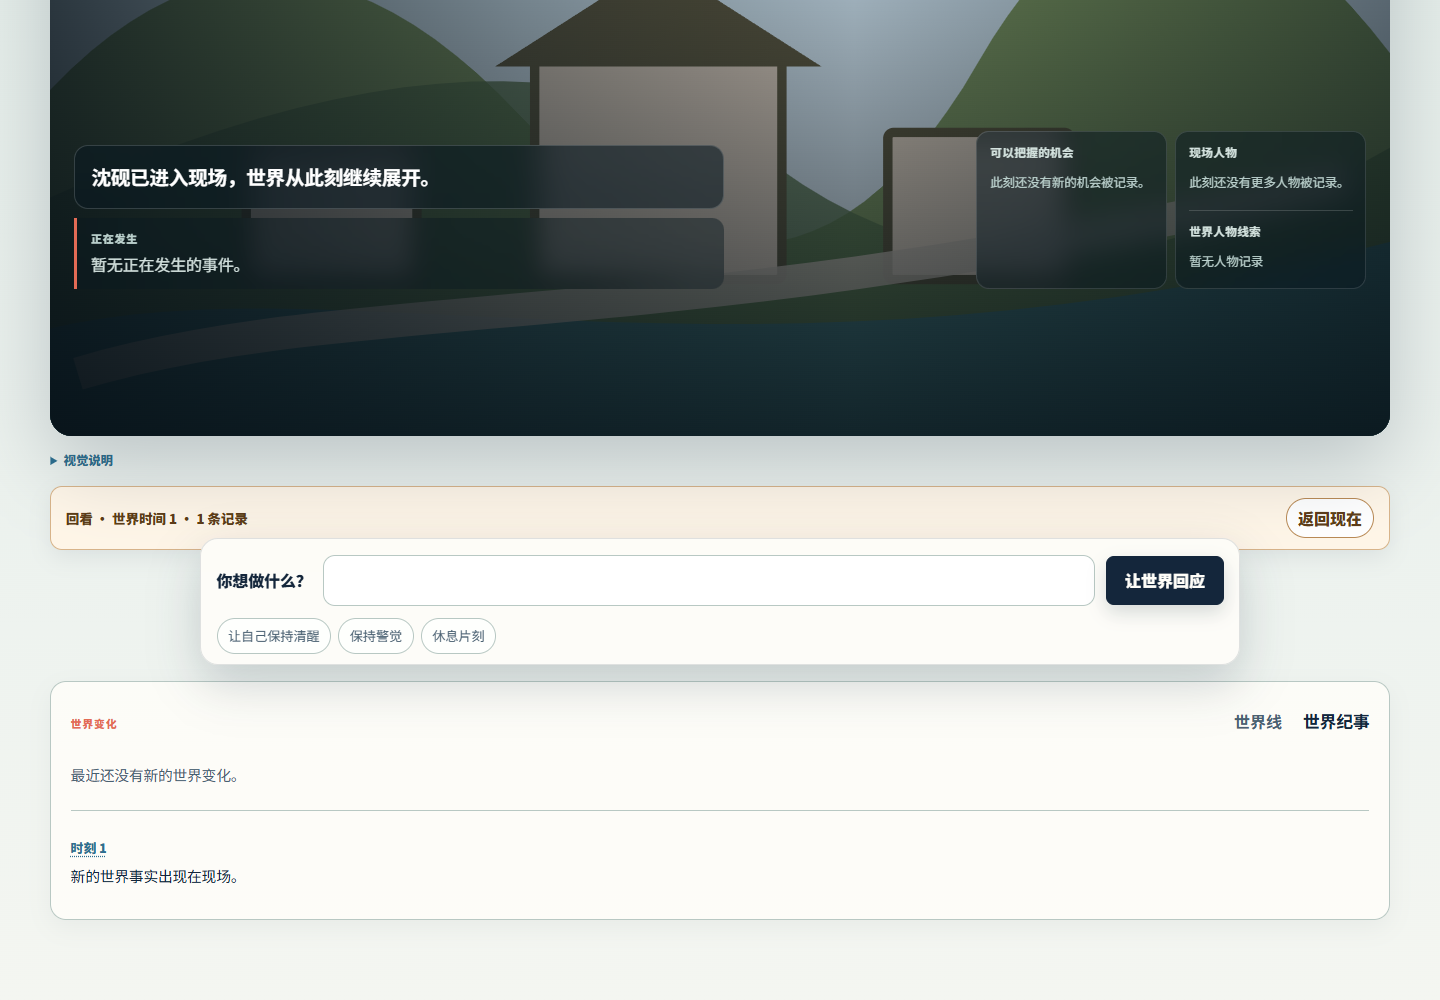 沈砚已进入现场，世界从此刻继续展开。
正在发生
暂无正在发生的事件。
可以把握的机会
此刻还没有新的机会被记录。
现场人物
此刻还没有更多人物被记录。
世界人物线索
暂无人物记录
视觉说明
回看 · 世界时间 1 · 1 条记录
返回现在
你想做什么？
让世界回应
让自己保持清醒
保持警觉
休息片刻
世界变化
世界线
世界纪事
最近还没有新的世界变化。
时刻 1
新的世界事实出现在现场。